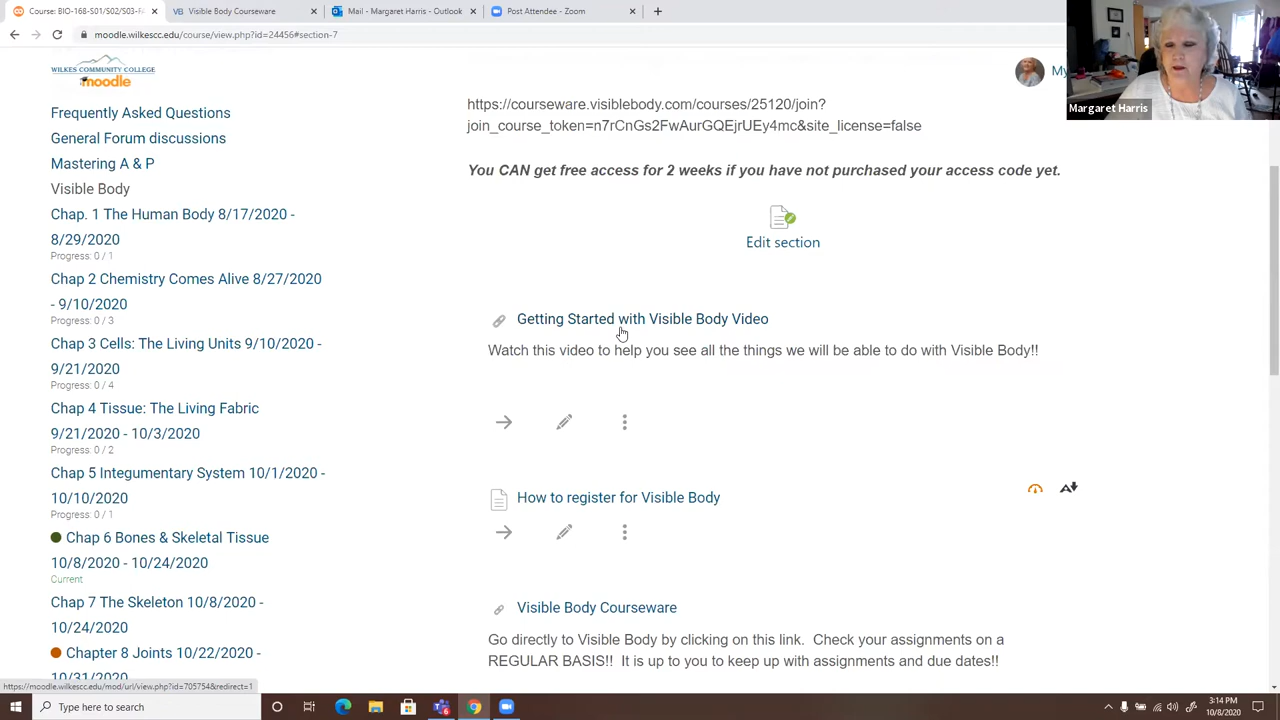 Course: BIO-168-S01/S02/S03-F
Visible Body Courseware
Mail - Margaret Harris - Outlook
Post Attendee - Zoom
moodle.wilkescc.edu/course/view.php?id=24456#section-7
WILKES COMMUNITY COLLEGE
moodle
My
Margaret Harris
Frequently Asked Questions
General Forum discussions
Mastering A & P
Visible Body
Chap. 1 The Human Body 8/17/2020 -
8/29/2020
Progress: 0 / 1
Chap 2 Chemistry Comes Alive 8/27/2020
- 9/10/2020
Progress: 0 / 3
Chap 3 Cells: The Living Units 9/10/2020 -
9/21/2020
Progress: 0 / 4
Chap 4 Tissue: The Living Fabric
9/21/2020 - 10/3/2020
Progress: 0 / 2
Chap 5 Integumentary System 10/1/2020 -
10/10/2020
Progress: 0 / 1
Chap 6 Bones & Skeletal Tissue
10/8/2020 - 10/24/2020
Current
Chap 7 The Skeleton 10/8/2020 -
10/24/2020
Chapter 8 Joints 10/22/2020 -
10/31/2020
https://courseware.visiblebody.com/courses/25120/join?
join_course_token=n7rCnGs2FwAurGQEjrUEy4mc&site_license=false
You CAN get free access for 2 weeks if you have not purchased your access code yet.
Edit section
Getting Started with Visible Body Video
Watch this video to help you see all the things we will be able to do with Visible Body!!
How to register for Visible Body
Visible Body Courseware
Go directly to Visible Body by clicking on this link. Check your assignments on a
REGULAR BASIS!! It is up to you to keep up with assignments and due dates!!
https://moodle.wilkescc.edu/mod/url/view.php?id=705754&redirect=1
Type here to search
3:14 PM
10/8/2020